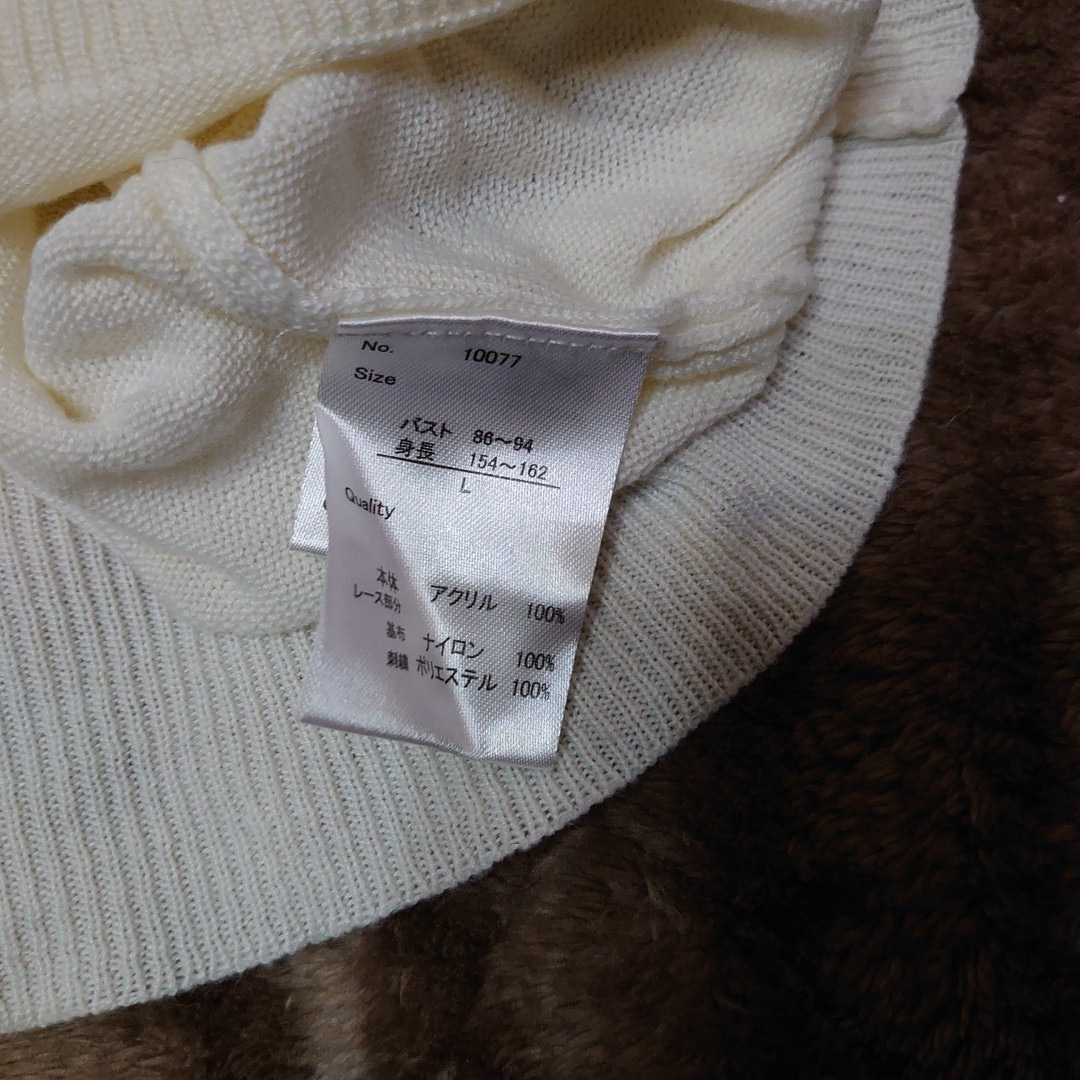 No. 10077
Size
バスト 86～94
身長 154～162
L
Quality
本体 アクリル 100%
レース部分
基布 ナイロン 100%
刺繍 ポリエステル 100%